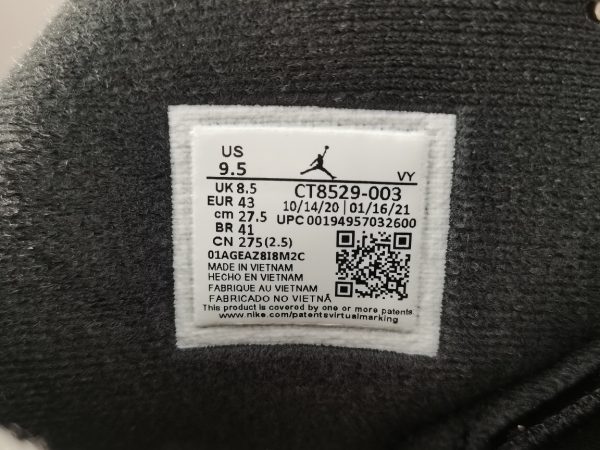 US
9.5
VY
UK 8.5
CT8529-003
EUR 43
10/14/20 | 01/16/21
cm 27.5
UPC 00194957032600
BR 41
CN 275(2.5)
01AGEAZ8I8M2C
MADE IN VIETNAM
HECHO EN VIETNAM
FABRIQUE AU VIETNAM
FABRICADO NO VIETNÃ
This product is covered by one or more patents.
www.nike.com/patentsvirtualmarking